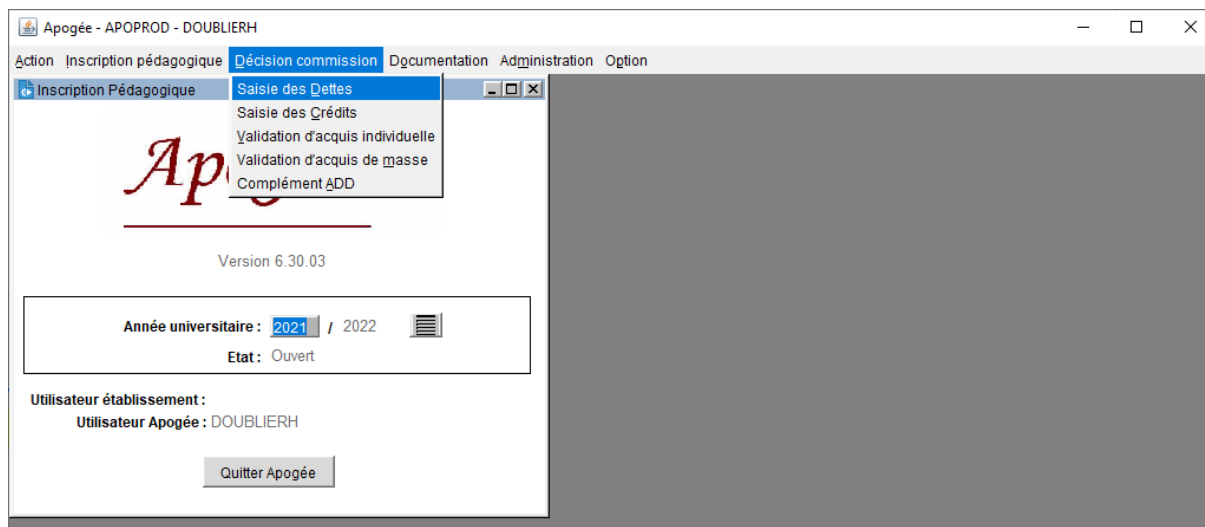 Apogée - APOPROD - DOUBLIERH
Action Inscription pédagogique Décision commission Documentation Administration Option
Inscription Pédagogique
Saisie des Dettes
Saisie des Crédits
Validation d'acquis individuelle
Validation d'acquis de masse
Complément ADD
Version 6.30.03
Année universitaire : 2021 / 2022
Etat : Ouvert
Utilisateur établissement :
Utilisateur Apogée : DOUBLIERH
Quitter Apogée